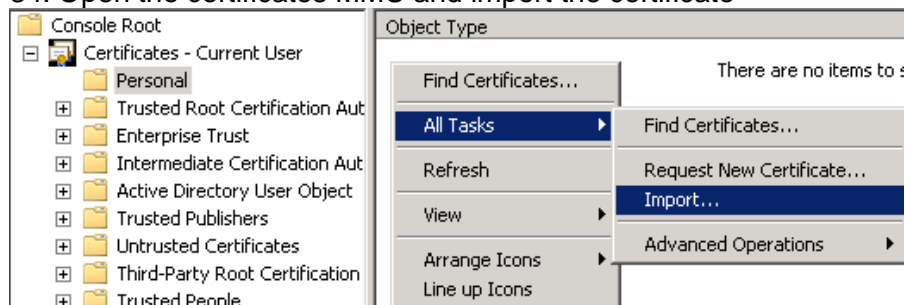 Console Root
Certificates - Current User
Personal
Trusted Root Certification Aut
Enterprise Trust
Intermediate Certification Aut
Active Directory User Object
Trusted Publishers
Untrusted Certificates
Third-Party Root Certification
Trusted People
Object Type
There are no items to s
Find Certificates...
All Tasks
Refresh
View
Arrange Icons
Line up Icons
Find Certificates...
Request New Certificate...
Import...
Advanced Operations